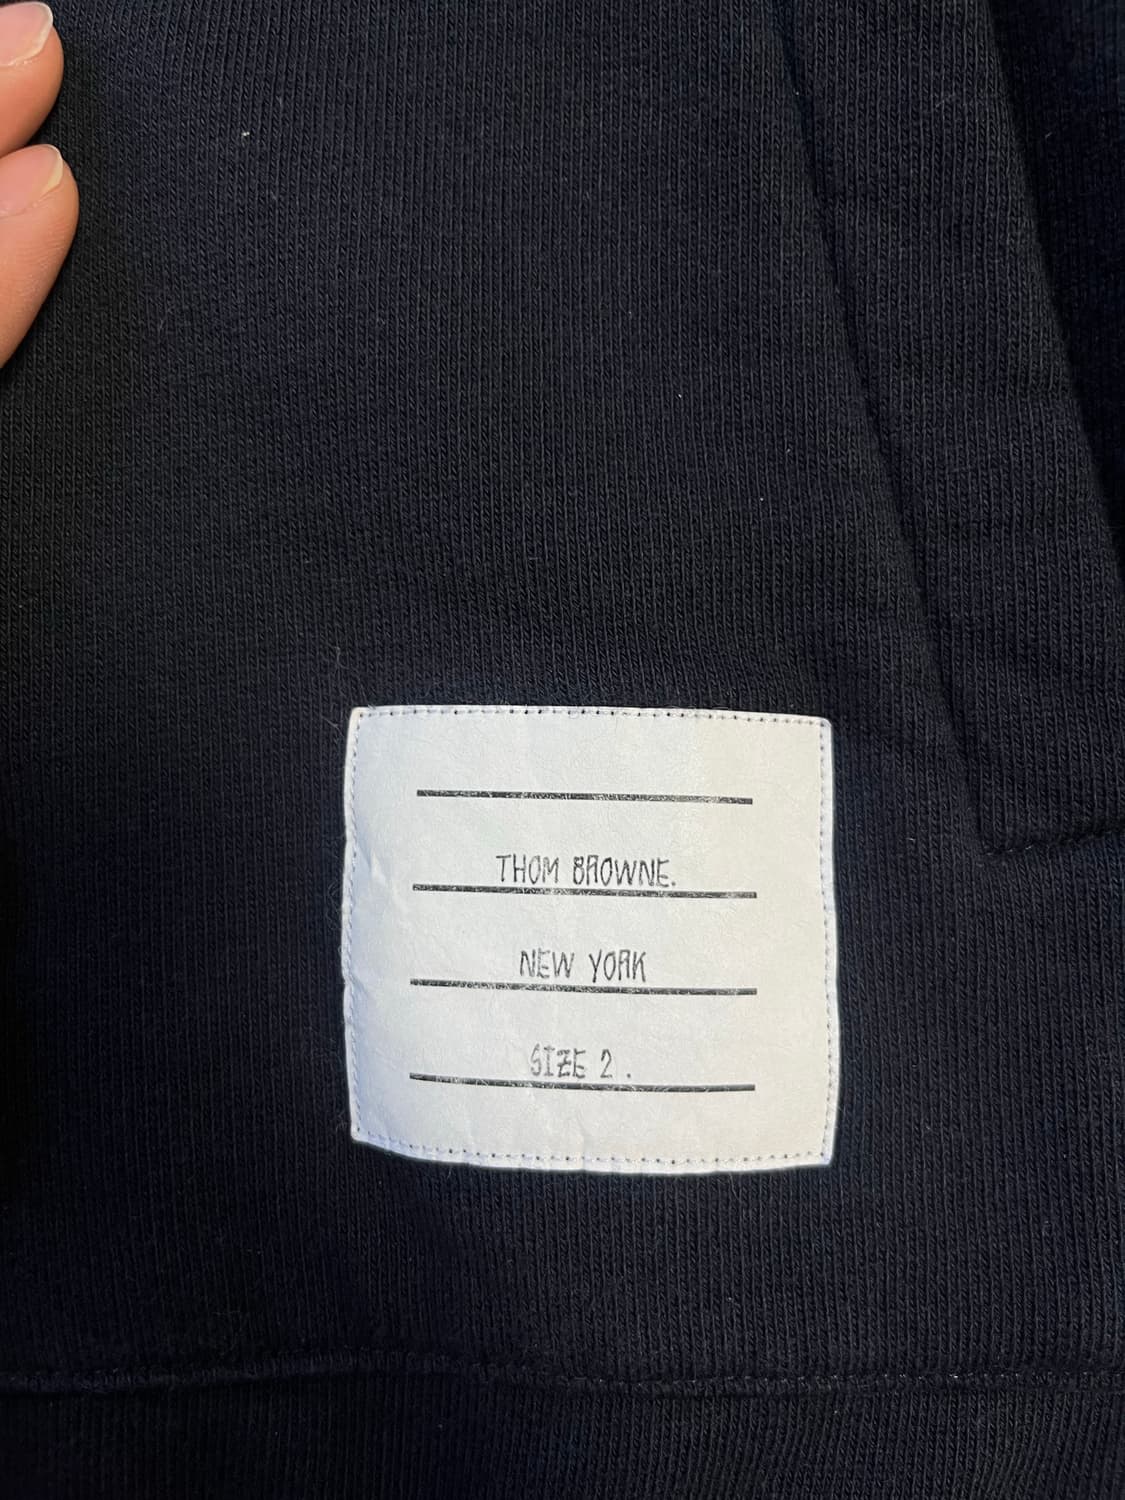 THOM BROWNE.
NEW YORK
SIZE 2.